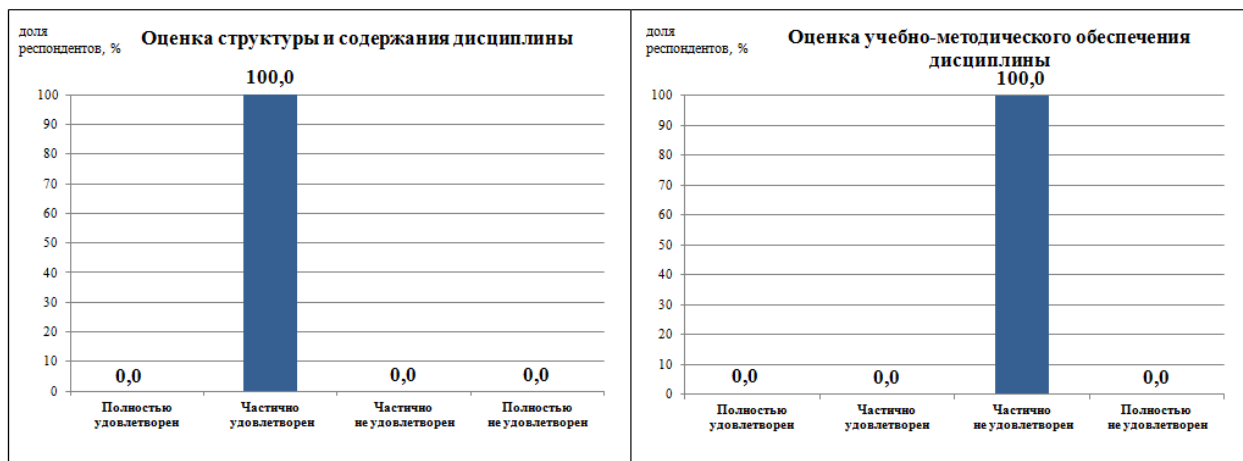 доля
респондентов, %
Оценка структуры и содержания дисциплины
100,0
100
90
80
70
60
50
40
30
20
10
0
0,0
0,0
0,0
Полностью
удовлетворен
Частично
удовлетворен
Частично
не удовлетворен
Полностью
не удовлетворен
доля
респондентов, %
Оценка учебно-методического обеспечения
дисциплины
100,0
100
90
80
70
60
50
40
30
20
10
0
0,0
0,0
0,0
Полностью
удовлетворен
Частично
удовлетворен
Частично
не удовлетворен
Полностью
не удовлетворен